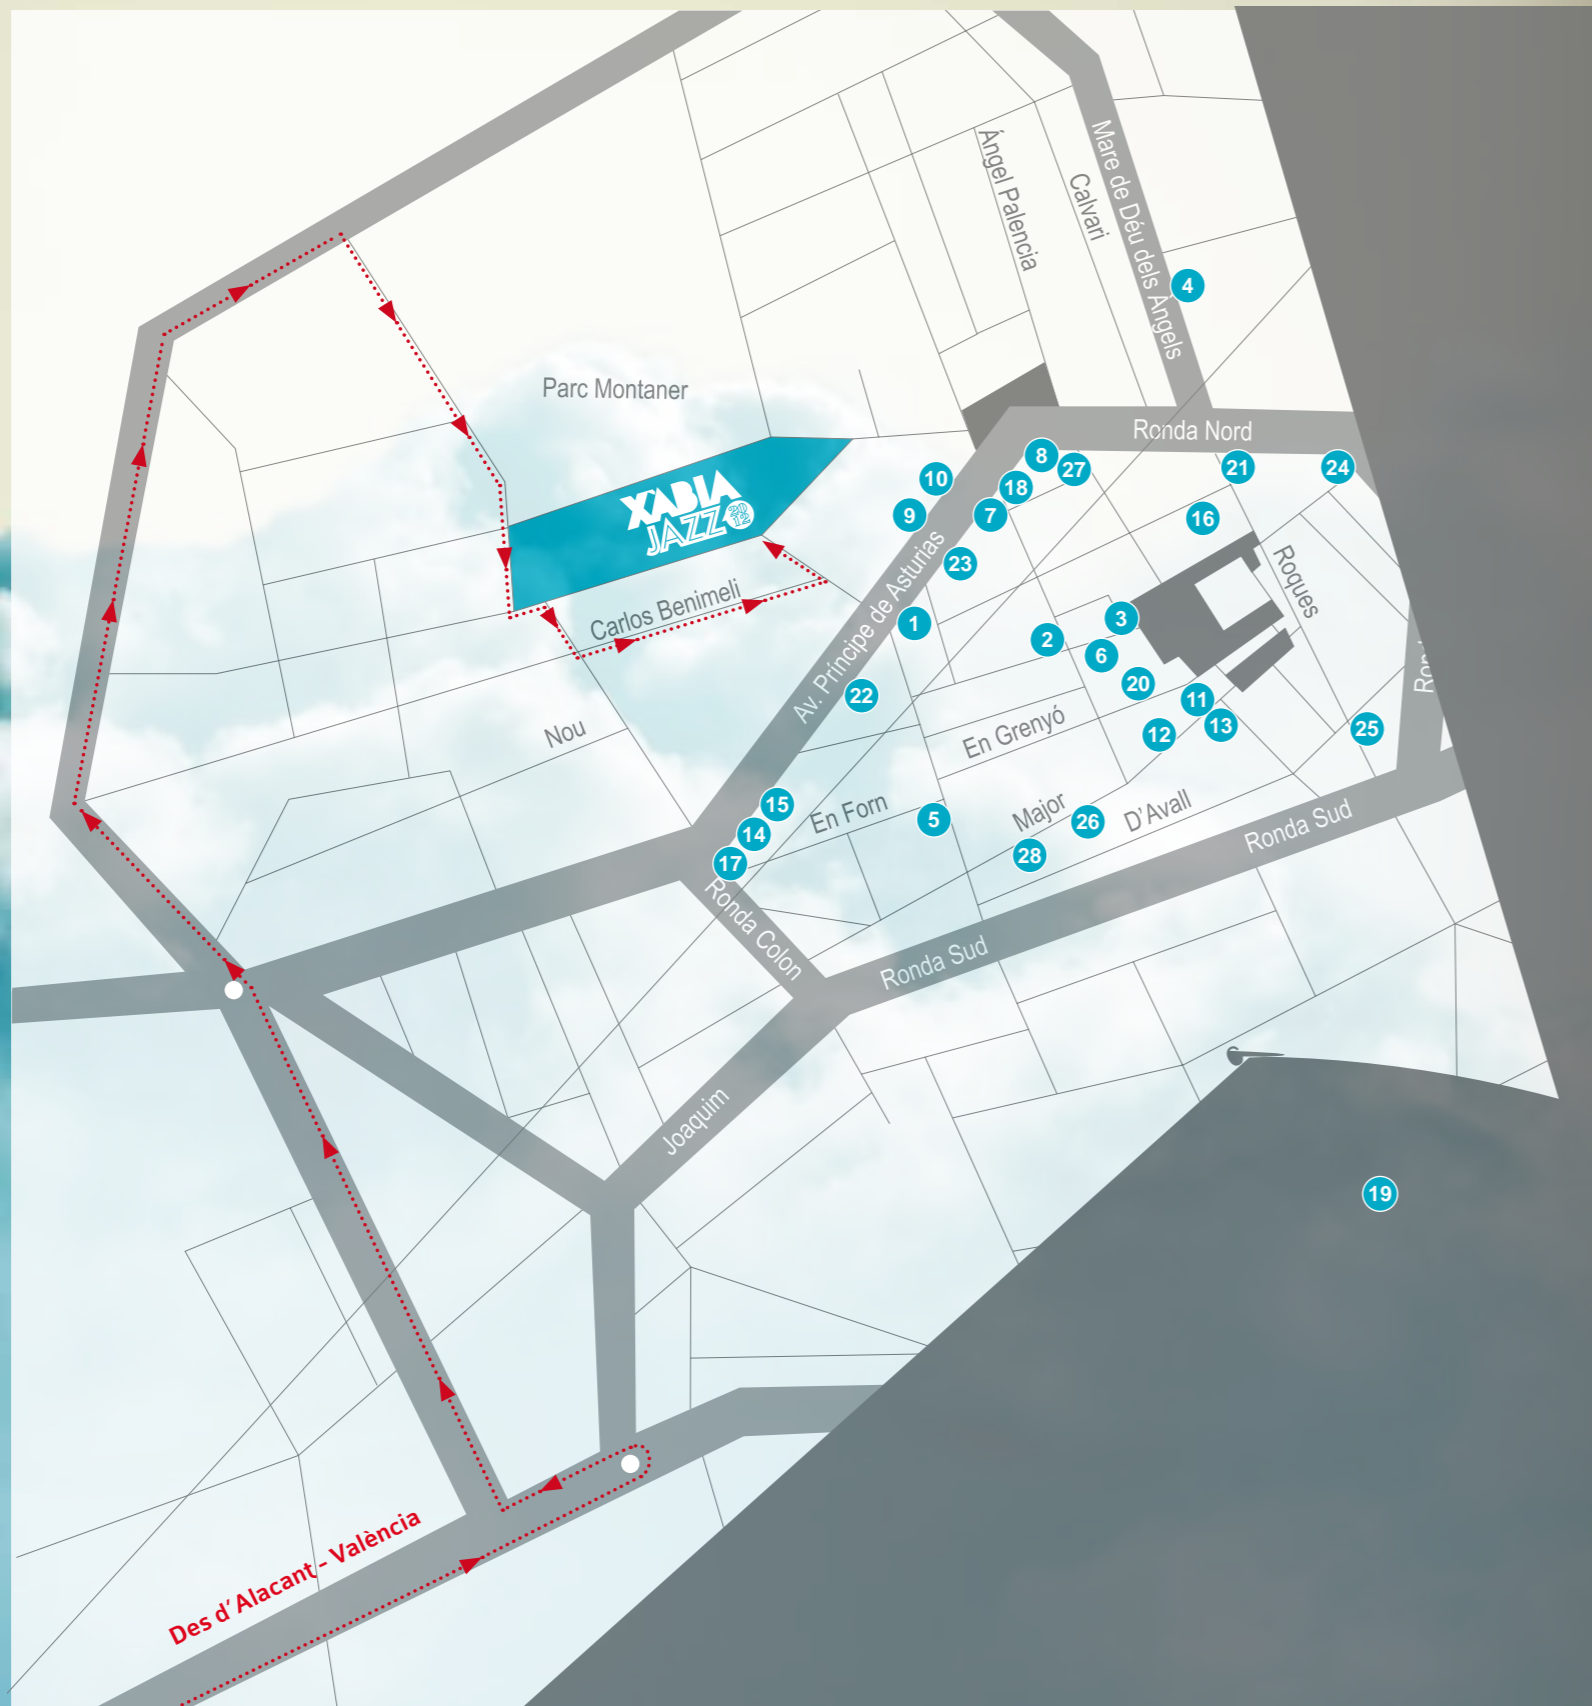 Ángel Palencia
Calvari
Mare de Déu dels Àngels
4
Parc Montaner
Ronda Nord
8
27
21
24
10
18
XÀBIA
JAZZ
2012
9
7
16
23
Roques
Carlos Benimeli
Av. Príncipe de Asturias
1
3
2
6
20
22
11
13
12
25
Nou
En Grenyó
15
En Forn
5
14
Major
26
D'Avall
17
28
Ronda Sud
Ronda Colon
Ronda Sud
Joaquim
19
Des d'Alacant - València